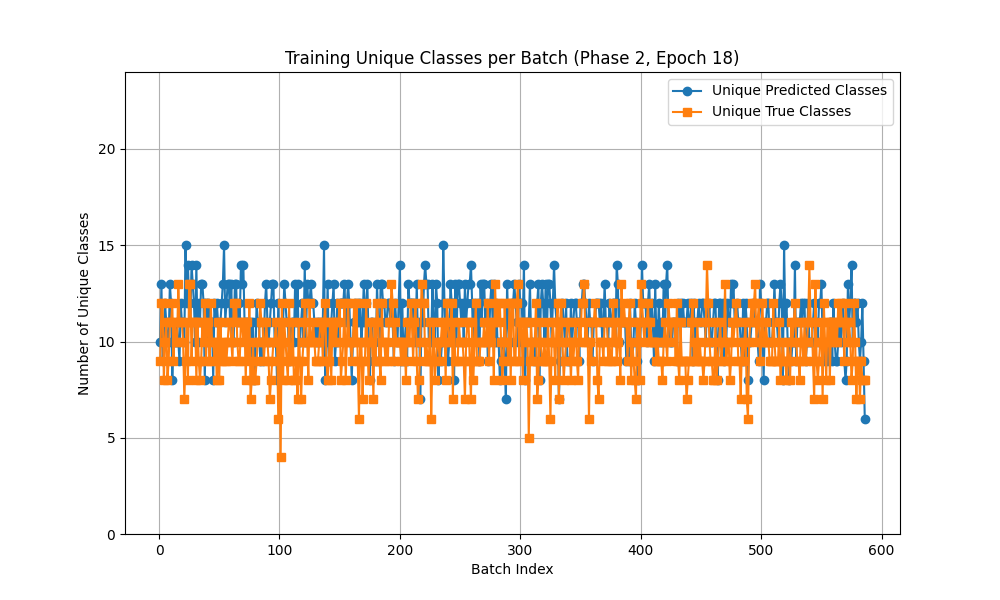 Training Unique Classes per Batch (Phase 2, Epoch 18)
Unique Predicted Classes
Unique True Classes
Number of Unique Classes
20
15
10
5
0
0 100 200 300 400 500 600
Batch Index